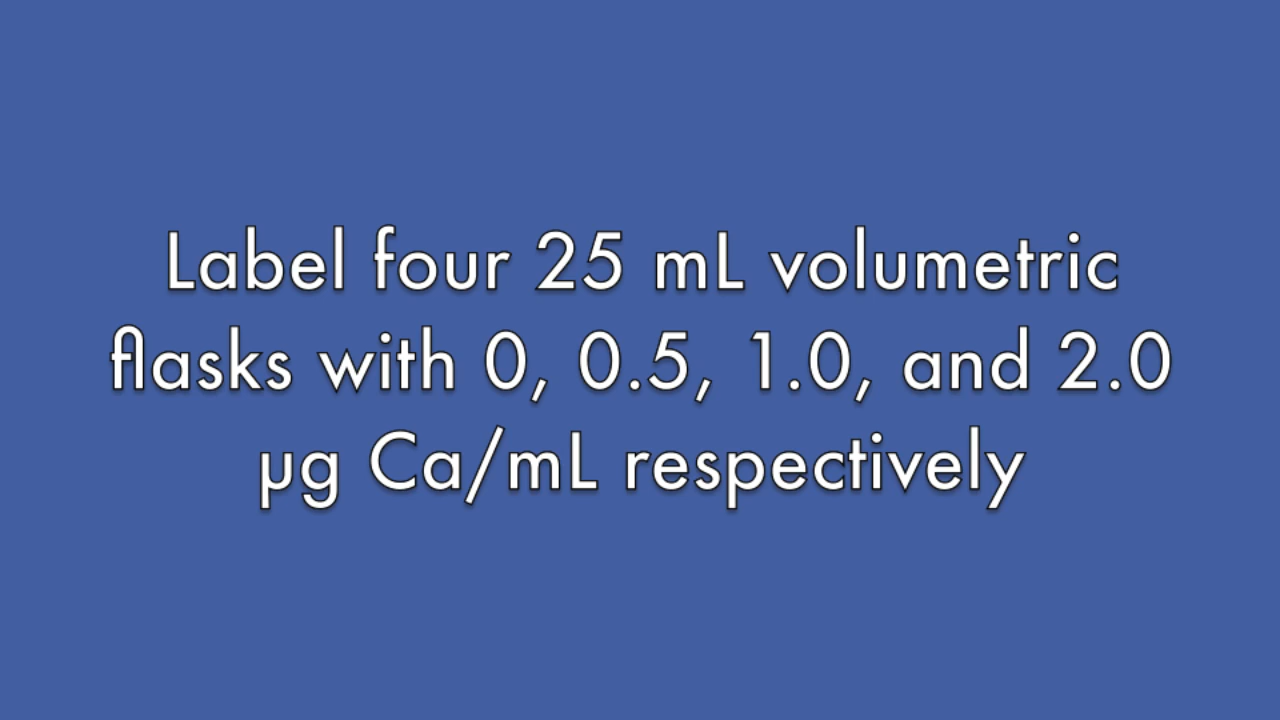 Label four 25 mL volumetric
flasks with 0, 0.5, 1.0, and 2.0
µg Ca/mL respectively